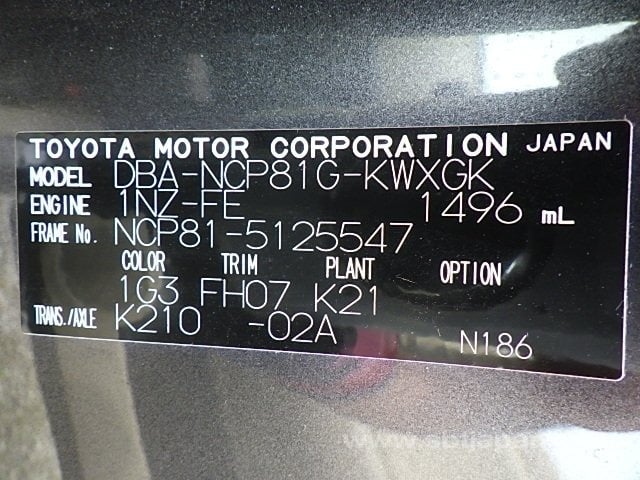 TOYOTA MOTOR CORPORATION JAPAN
MODEL DBA-NCP81G-KWXGK
ENGINE 1NZ-FE 1496 mL
FRAME No. NCP81-5125547
COLOR TRIM PLANT OPTION
1G3 FH07 K21
TRANS./AXLE K210 -02A
N186